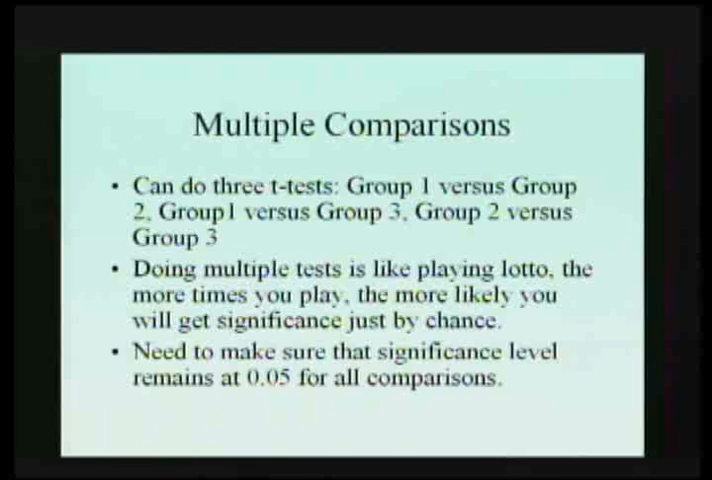 Multiple Comparisons
• Can do three t-tests: Group 1 versus Group
2, Group1 versus Group 3, Group 2 versus
Group 3
• Doing multiple tests is like playing lotto, the
more times you play, the more likely you
will get significance just by chance.
• Need to make sure that significance level
remains at 0.05 for all comparisons.